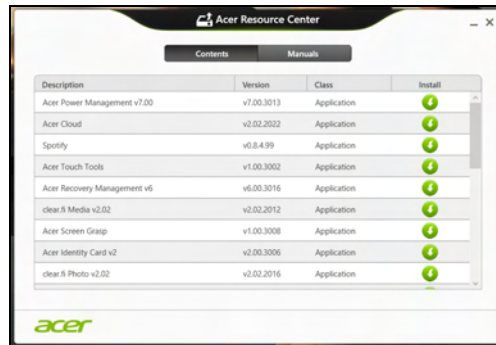 Acer Resource Center
Contents Manuals
Description Version Class Install
Acer Power Management v7.00 v7.00.3013 Application
Acer Cloud v2.02.2022 Application
Spotify v0.8.4.99 Application
Acer Touch Tools v1.00.3002 Application
Acer Recovery Management v6 v6.00.3016 Application
clear.fi Media v2.02 v2.02.2012 Application
Acer Screen Grasp v1.00.3008 Application
Acer Identity Card v2 v2.00.3006 Application
clear.fi Photo v2.02 v2.02.2016 Application
acer